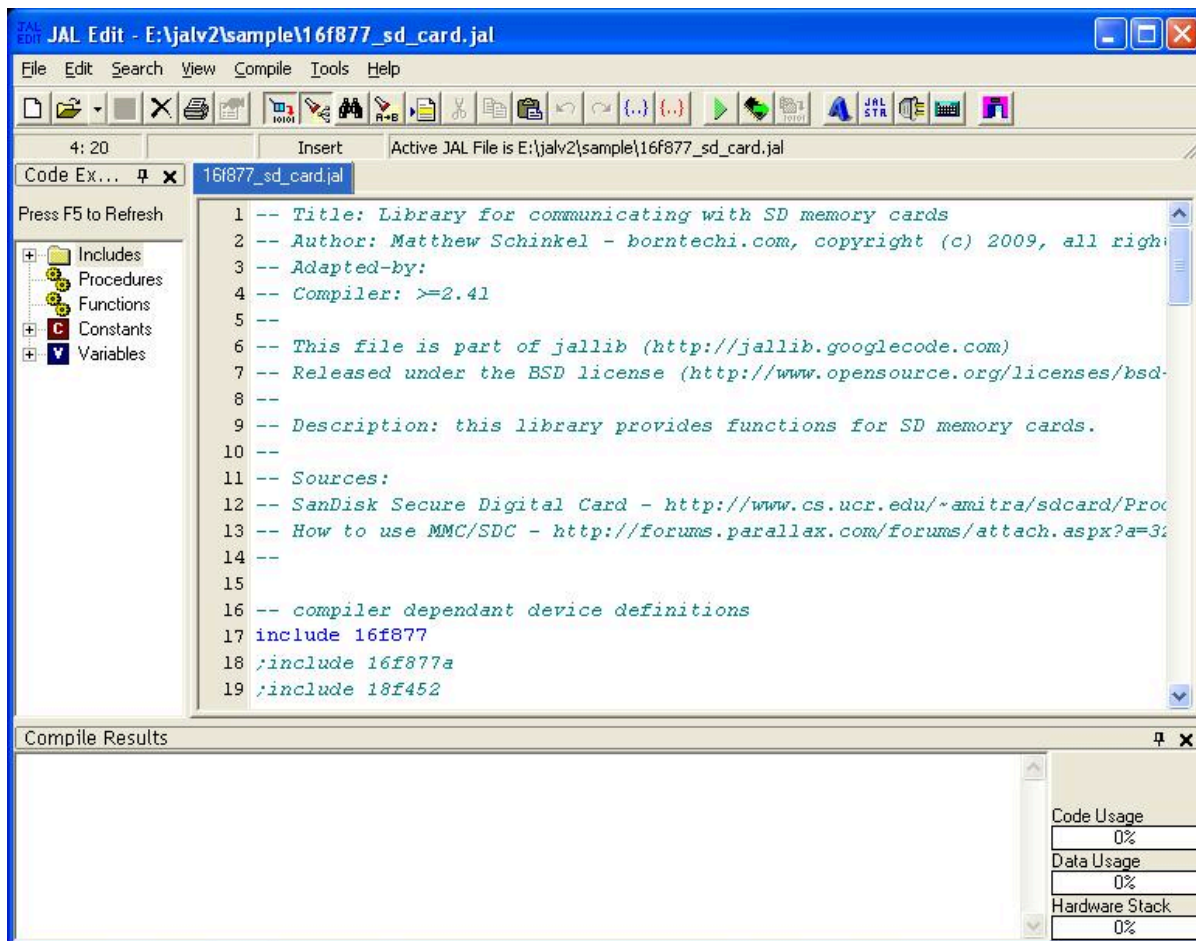 JAL EDIT JAL Edit - E:\jalv2\sample\16f877_sd_card.jal
File Edit Search View Compile Tools Help
4: 20 Insert Active JAL File is E:\jalv2\sample\16f877_sd_card.jal
Code Ex...
16f877_sd_card.jal
Press F5 to Refresh
Includes
Procedures
Functions
C Constants
V Variables
1 -- Title: Library for communicating with SD memory cards
2 -- Author: Matthew Schinkel - borntechi.com, copyright (c) 2009, all righ
3 -- Adapted-by:
4 -- Compiler: >=2.4l
5 --
6 -- This file is part of jallib (http://jallib.googlecode.com)
7 -- Released under the BSD license (http://www.opensource.org/licenses/bsd-
8 --
9 -- Description: this library provides functions for SD memory cards.
10 --
11 -- Sources:
12 -- SanDisk Secure Digital Card - http://www.cs.ucr.edu/~amitra/sdcard/Proc
13 -- How to use MMC/SDC - http://forums.parallax.com/forums/attach.aspx?a=32
14 --
15
16 -- compiler dependant device definitions
17 include 16f877
18 ;include 16f877a
19 ;include 18f452
Compile Results
Code Usage
0%
Data Usage
0%
Hardware Stack
0%